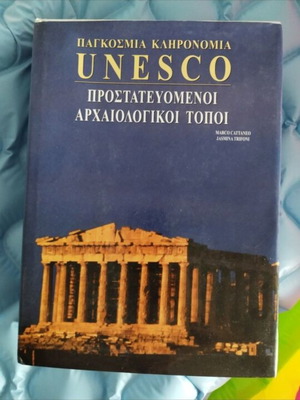 ΠΑΓΚΟΣΜΙΑ ΚΛΗΡΟΝΟΜΙΑ
UNESCO
ΠΡΟΣΤΑΤΕΥΟΜΕΝΟΙ
ΑΡΧΑΙΟΛΟΓΙΚΟΙ ΤΟΠΟΙ
MARCO CATTANEO
JASMINA TRIFONI